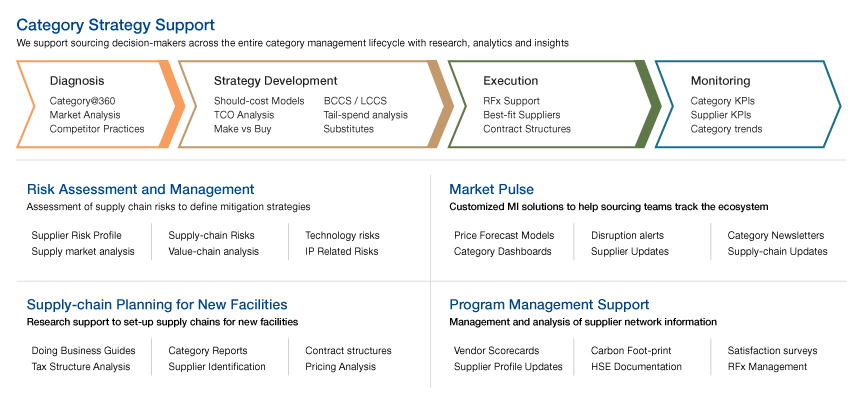 Category Strategy Support
We support sourcing decision-makers across the entire category management lifecycle with research, analytics and insights
Diagnosis
Category@360
Market Analysis
Competitor Practices
Strategy Development
Should-cost Models BCCS / LCCS
TCO Analysis Tail-spend analysis
Make vs Buy Substitutes
Execution
RFx Support
Best-fit Suppliers
Contract Structures
Monitoring
Category KPIs
Supplier KPIs
Category trends
Risk Assessment and Management
Assessment of supply chain risks to define mitigation strategies
Supplier Risk Profile Supply-chain Risks Technology risks
Supply market analysis Value-chain analysis IP Related Risks
Market Pulse
Customized MI solutions to help sourcing teams track the ecosystem
Price Forecast Models Disruption alerts Category Newsletters
Category Dashboards Supplier Updates Supply-chain Updates
Supply-chain Planning for New Facilities
Research support to set-up supply chains for new facilities
Doing Business Guides Category Reports Contract structures
Tax Structure Analysis Supplier Identification Pricing Analysis
Program Management Support
Management and analysis of supplier network information
Vendor Scorecards Carbon Foot-print Satisfaction surveys
Supplier Profile Updates HSE Documentation RFx Management